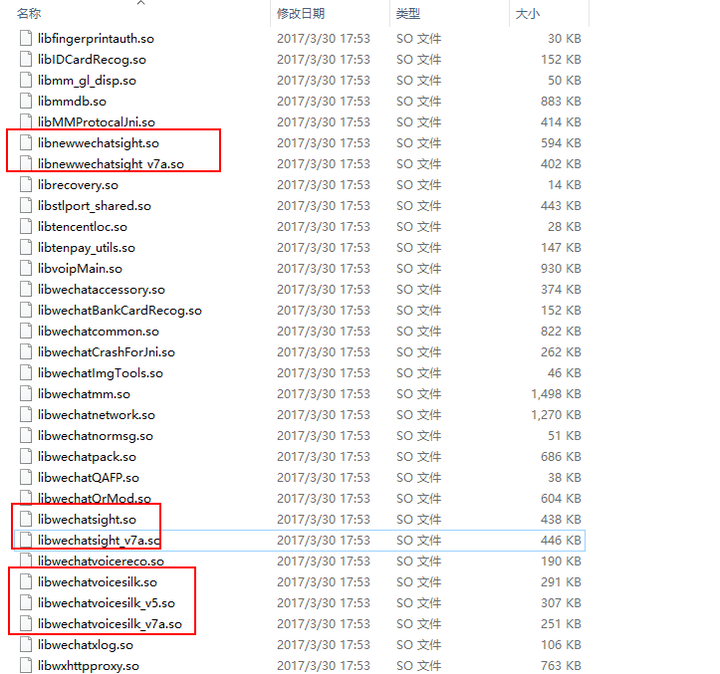 名称 修改日期 类型 大小
libfingerprintauth.so 2017/3/30 17:53 SO 文件 30 KB
libIDCardRecog.so 2017/3/30 17:53 SO 文件 152 KB
libmm_gl_disp.so 2017/3/30 17:53 SO 文件 50 KB
libmmdb.so 2017/3/30 17:53 SO 文件 883 KB
libMMProtocalJni.so 2017/3/30 17:53 SO 文件 414 KB
libnewwechatsight.so 2017/3/30 17:53 SO 文件 594 KB
libnewwechatsight_v7a.so 2017/3/30 17:53 SO 文件 402 KB
librecovery.so 2017/3/30 17:53 SO 文件 14 KB
libstlport_shared.so 2017/3/30 17:53 SO 文件 443 KB
libtencentloc.so 2017/3/30 17:53 SO 文件 28 KB
libtenpay_utils.so 2017/3/30 17:53 SO 文件 147 KB
libvoipMain.so 2017/3/30 17:53 SO 文件 930 KB
libwechataccessory.so 2017/3/30 17:53 SO 文件 374 KB
libwechatBankCardRecog.so 2017/3/30 17:53 SO 文件 152 KB
libwechatcommon.so 2017/3/30 17:53 SO 文件 822 KB
libwechatCrashForJni.so 2017/3/30 17:53 SO 文件 262 KB
libwechatImgTools.so 2017/3/30 17:53 SO 文件 46 KB
libwechatmm.so 2017/3/30 17:53 SO 文件 1,498 KB
libwechatnetwork.so 2017/3/30 17:53 SO 文件 1,270 KB
libwechatnormsg.so 2017/3/30 17:53 SO 文件 51 KB
libwechatpack.so 2017/3/30 17:53 SO 文件 686 KB
libwechatQAFP.so 2017/3/30 17:53 SO 文件 38 KB
libwechatQrMod.so 2017/3/30 17:53 SO 文件 604 KB
libwechatsight.so 2017/3/30 17:53 SO 文件 438 KB
libwechatsight_v7a.so 2017/3/30 17:53 SO 文件 446 KB
libwechatvoicereco.so 2017/3/30 17:53 SO 文件 190 KB
libwechatvoicesilk.so 2017/3/30 17:53 SO 文件 291 KB
libwechatvoicesilk_v5.so 2017/3/30 17:53 SO 文件 307 KB
libwechatvoicesilk_v7a.so 2017/3/30 17:53 SO 文件 251 KB
libwechatxlog.so 2017/3/30 17:53 SO 文件 106 KB
libwxhttpproxy.so 2017/3/30 17:53 SO 文件 763 KB